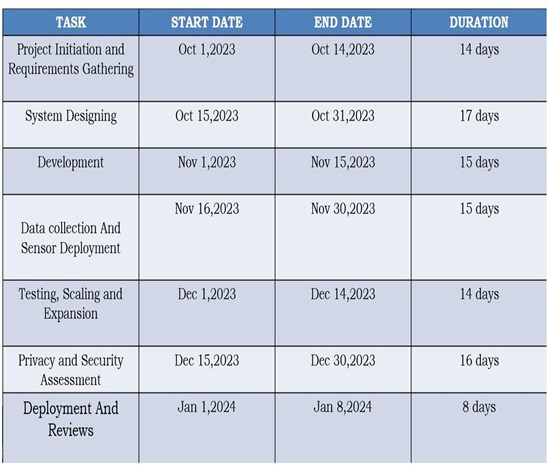 TASK START DATE END DATE DURATION
Project Initiation and Requirements Gathering Oct 1,2023 Oct 14,2023 14 days
System Designing Oct 15,2023 Oct 31,2023 17 days
Development Nov 1,2023 Nov 15,2023 15 days
Data collection And Sensor Deployment Nov 16,2023 Nov 30,2023 15 days
Testing, Scaling and Expansion Dec 1,2023 Dec 14,2023 14 days
Privacy and Security Assessment Dec 15,2023 Dec 30,2023 16 days
Deployment And Reviews Jan 1,2024 Jan 8,2024 8 days